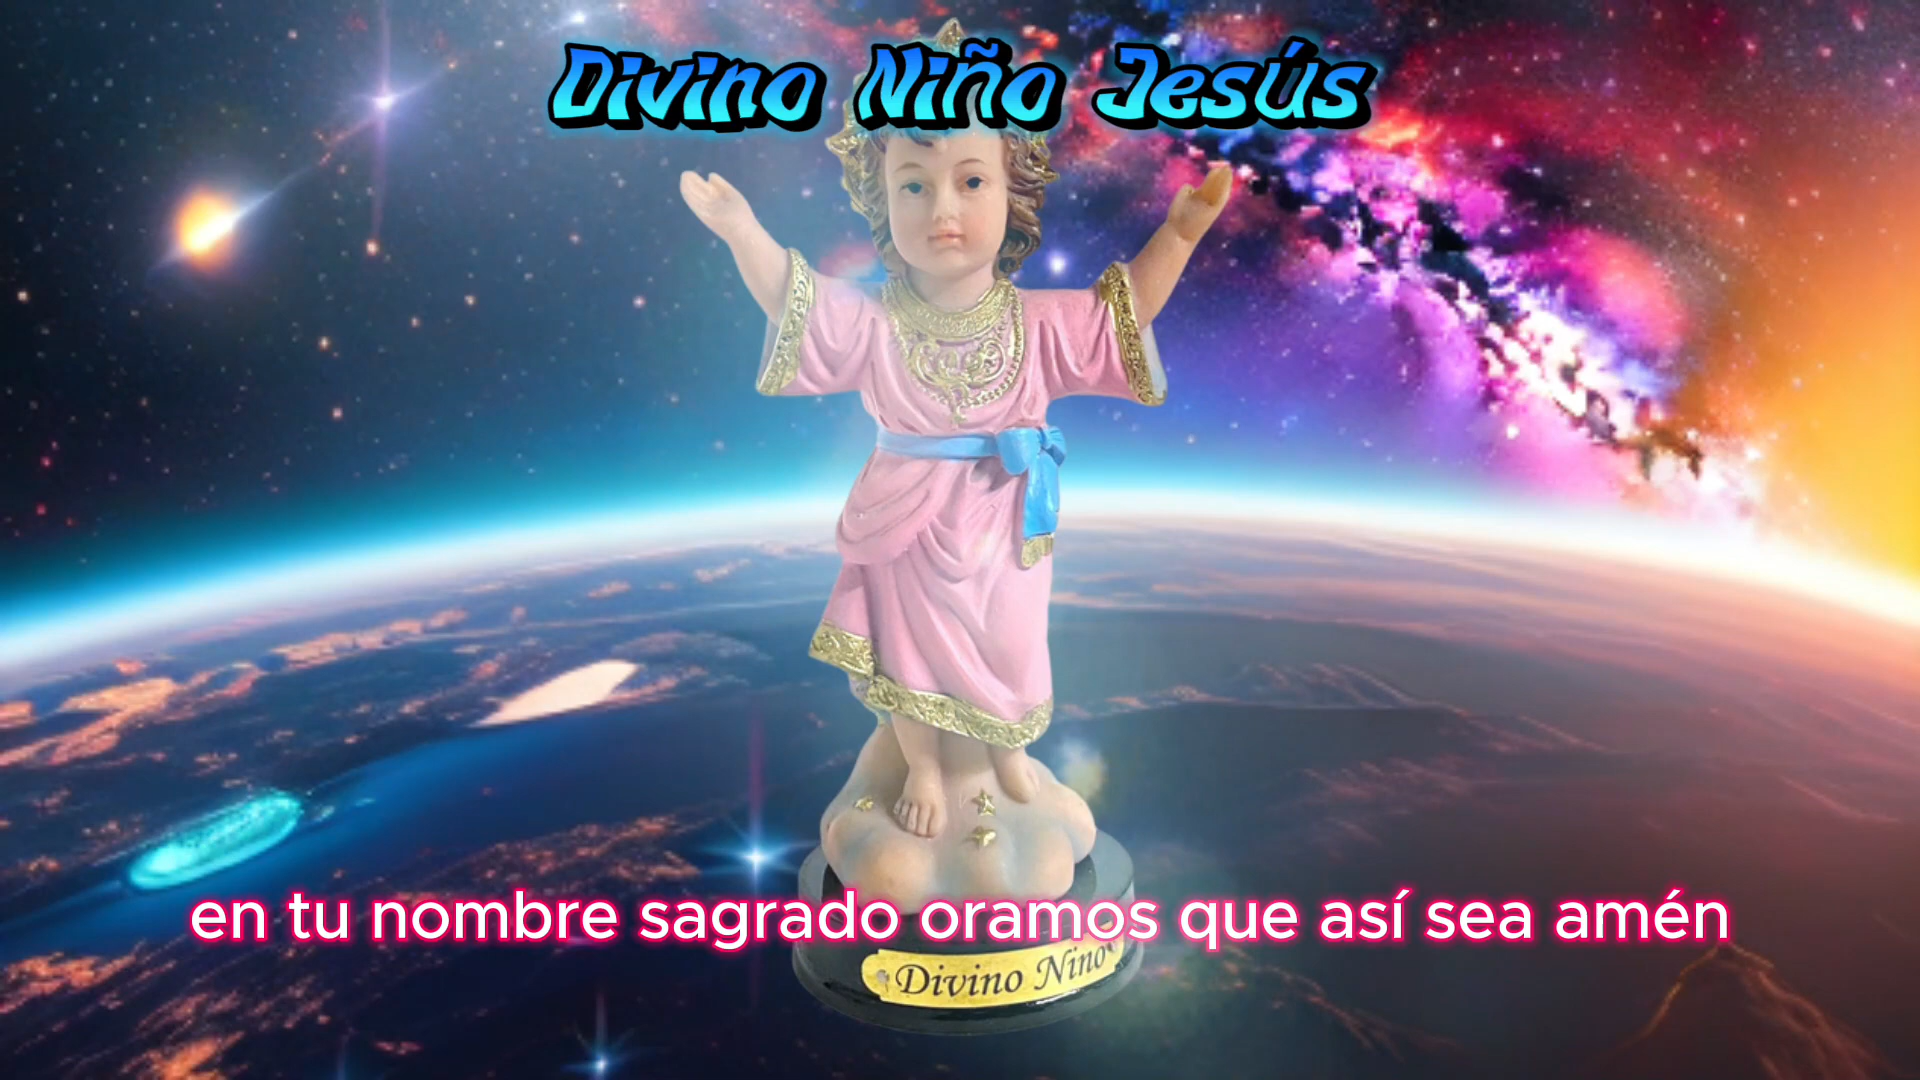 Divino Niño Jesús
en tu nombre sagrado oramos que así sea amén
Divino Nino